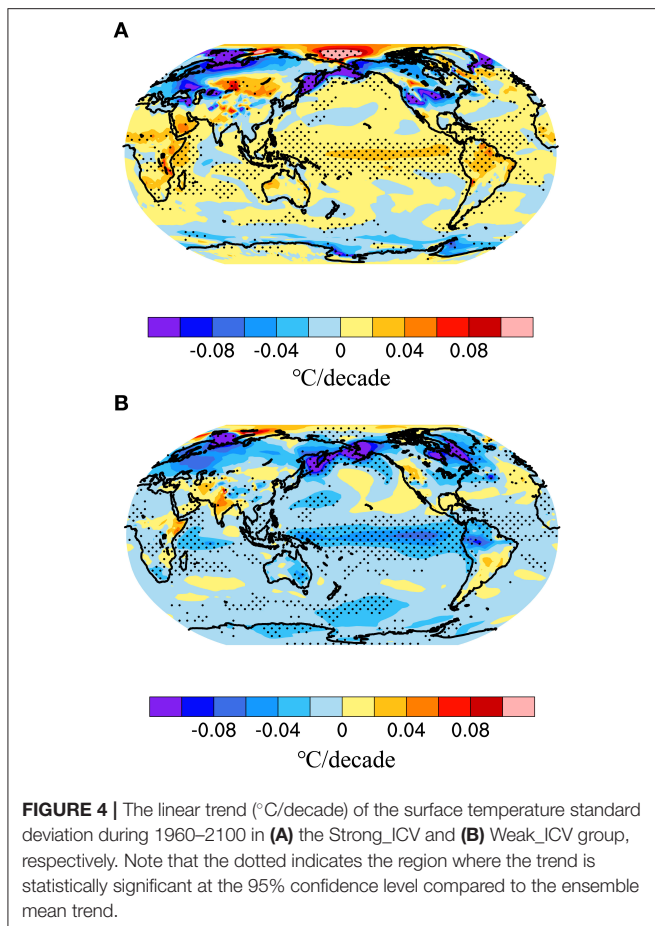 A
-0.08 -0.04 0 0.04 0.08
°C/decade
B
-0.08 -0.04 0 0.04 0.08
°C/decade
FIGURE 4 | The linear trend (°C/decade) of the surface temperature standard
deviation during 1960–2100 in (A) the Strong_ICV and (B) Weak_ICV group,
respectively. Note that the dotted indicates the region where the trend is
statistically significant at the 95% confidence level compared to the ensemble
mean trend.